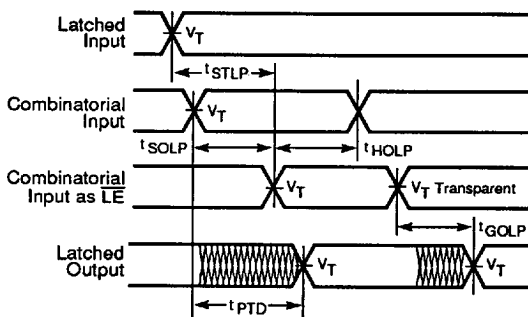 Latched
Input
V_T
t_STLP
Combinatorial
Input
V_T
t_SOLP
t_HOLP
Combinatorial
Input as L̅E̅
V_T
V_T Transparent
t_GOLP
Latched
Output
V_T
V_T
t_PTD